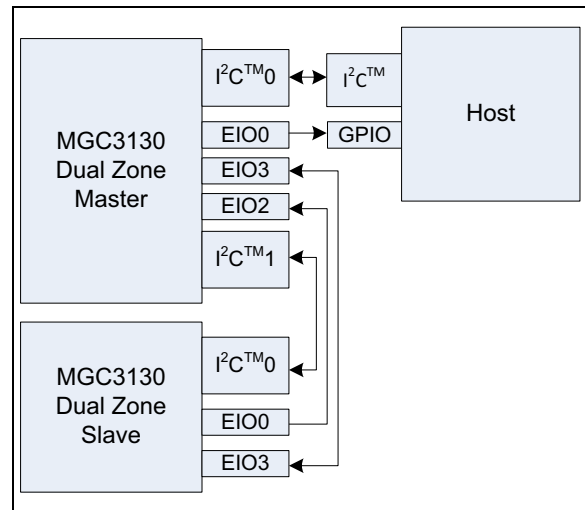 MGC3130
Dual Zone
Master
I²C™0
EIO0
EIO3
EIO2
I²C™1
I²C™
GPIO
Host
MGC3130
Dual Zone
Slave
I²C™0
EIO0
EIO3